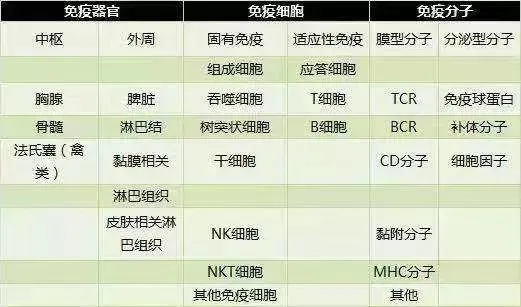 免疫器官 免疫细胞 免疫分子
中枢 外周 固有免疫 适应性免疫 膜型分子 分泌型分子
组成细胞 应答细胞
胸腺 脾脏 吞噬细胞 T细胞 TCR 免疫球蛋白
骨髓 淋巴结 树突状细胞 B细胞 BCR 补体分子
法氏囊（禽 黏膜相关 干细胞 CD分子 细胞因子
类）
淋巴组织
皮肤相关淋 NK细胞 黏附分子
巴组织
NKT细胞 MHC分子
其他免疫细胞 其他